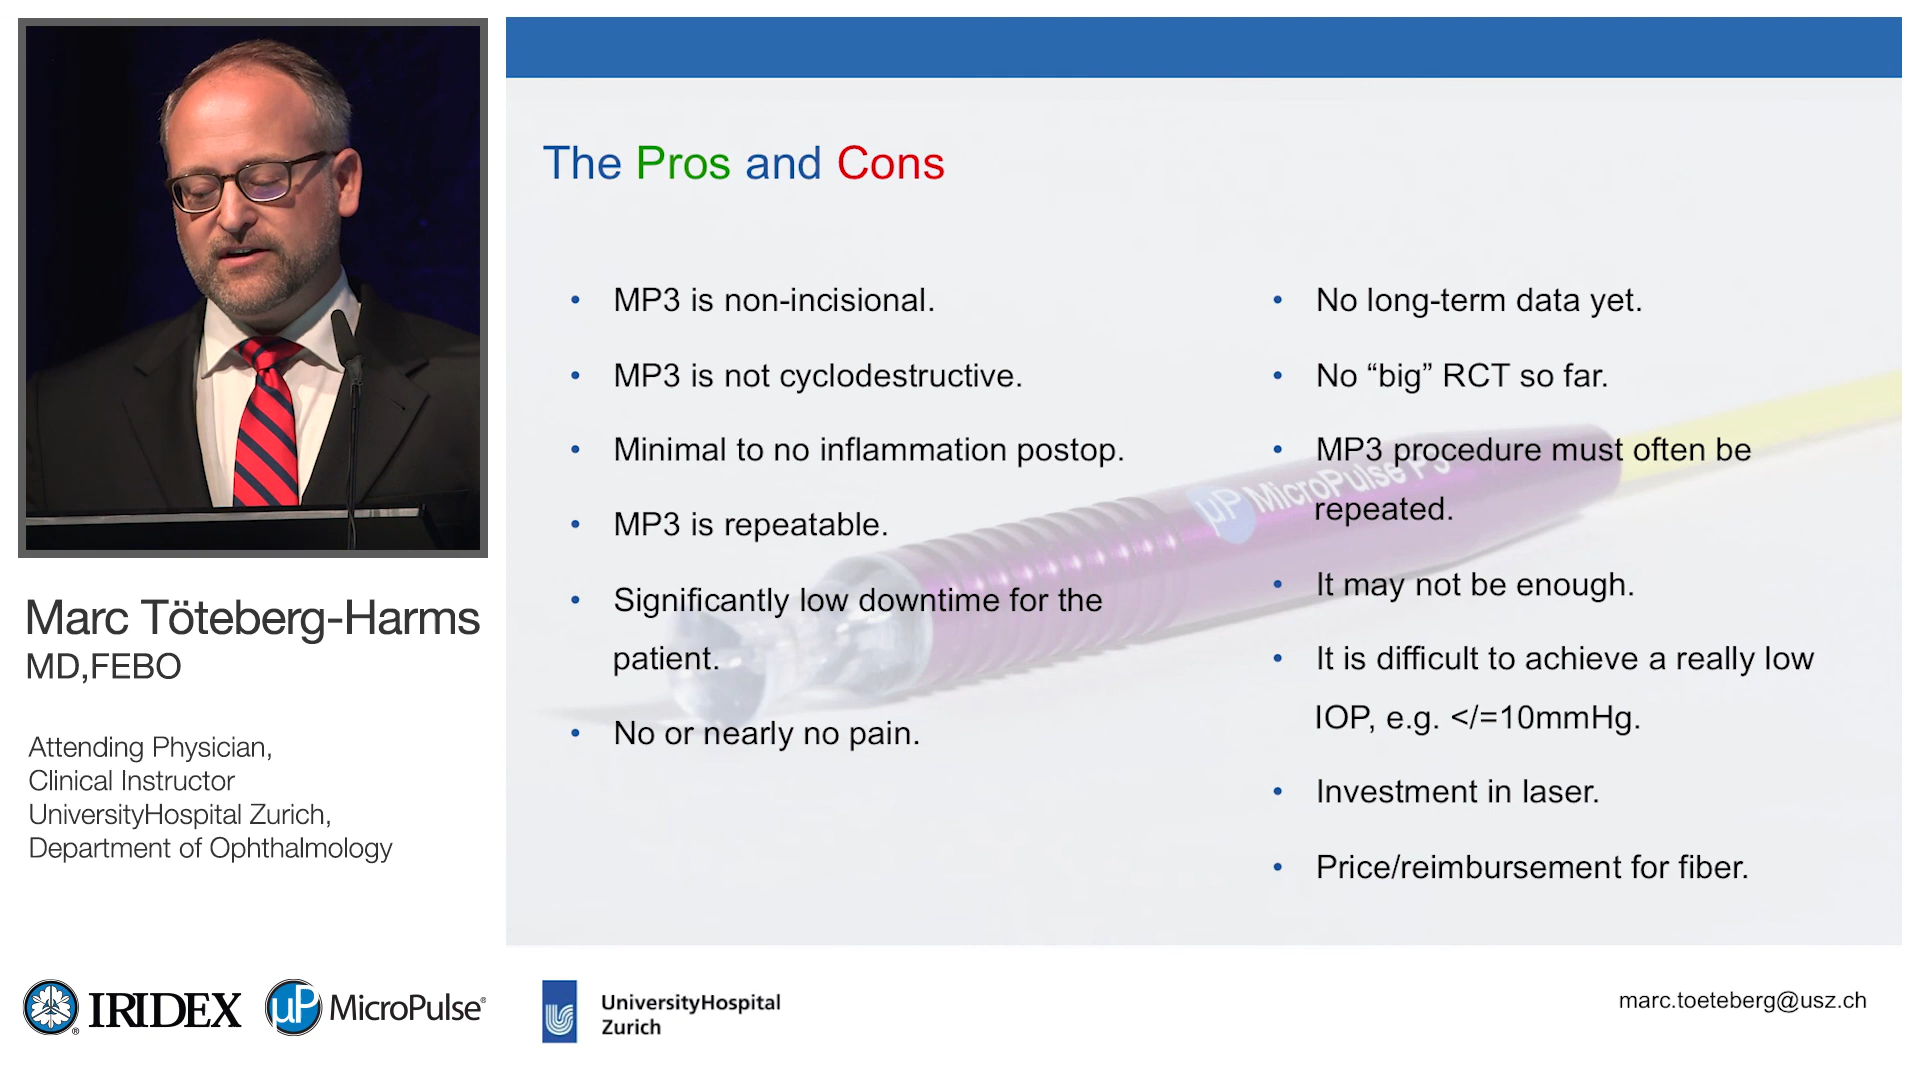 The Pros and Cons
• MP3 is non-incisional.
• MP3 is not cyclodestructive.
• Minimal to no inflammation postop.
• MP3 is repeatable.
• Significantly low downtime for the
patient.
• No or nearly no pain.
• No long-term data yet.
• No “big” RCT so far.
• MP3 procedure must often be
repeated.
• It may not be enough.
• It is difficult to achieve a really low
IOP, e.g. </=10mmHg.
• Investment in laser.
• Price/reimbursement for fiber.
µP MicroPulse P3
Marc Töteberg-Harms
MD,FEBO
Attending Physician,
Clinical Instructor
UniversityHospital Zurich,
Department of Ophthalmology
IRIDEX®
µP MicroPulse®
UniversityHospital
Zurich
marc.toeteberg@usz.ch